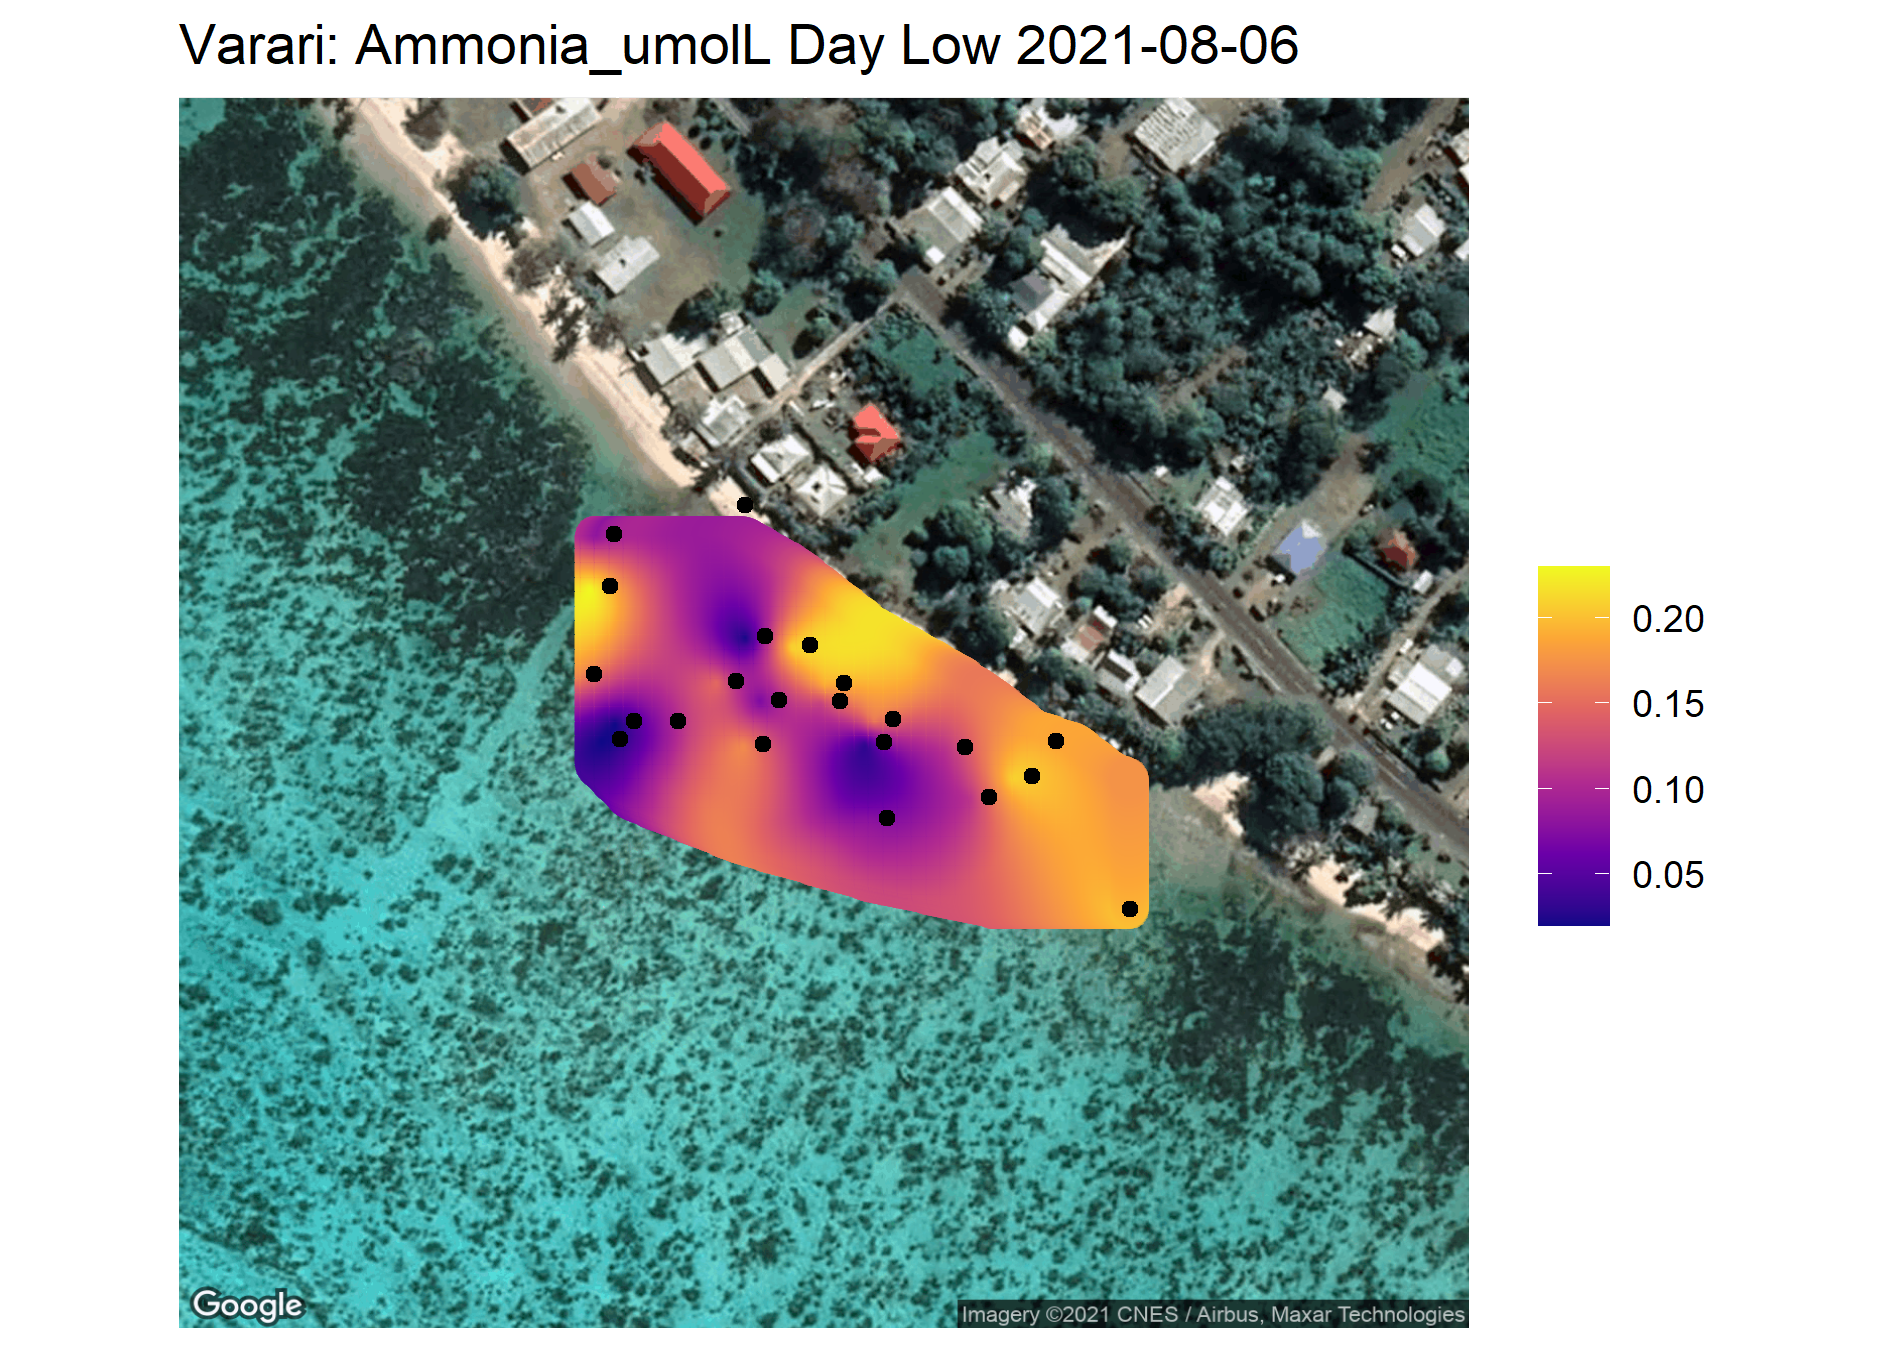 Varari: Ammonia_umolL Day Low 2021-08-06
0.20
0.15
0.10
0.05
Google
Imagery ©2021 CNES / Airbus, Maxar Technologies